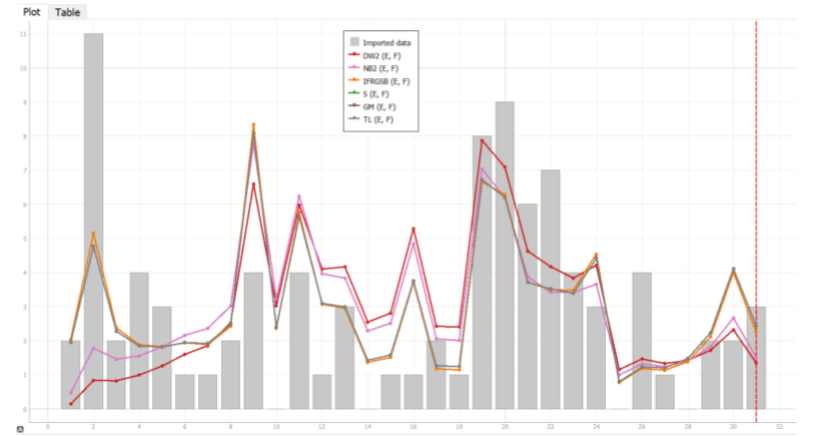 Plot Table
11
Imported data
DW2 (E, F)
NB2 (E, F)
IFRGSB (E, F)
S (E, F)
GM (E, F)
TL (E, F)
10
9
8
7
6
5
4
3
2
1
0
0 2 4 6 8 10 12 14 16 18 20 22 24 26 28 30 32